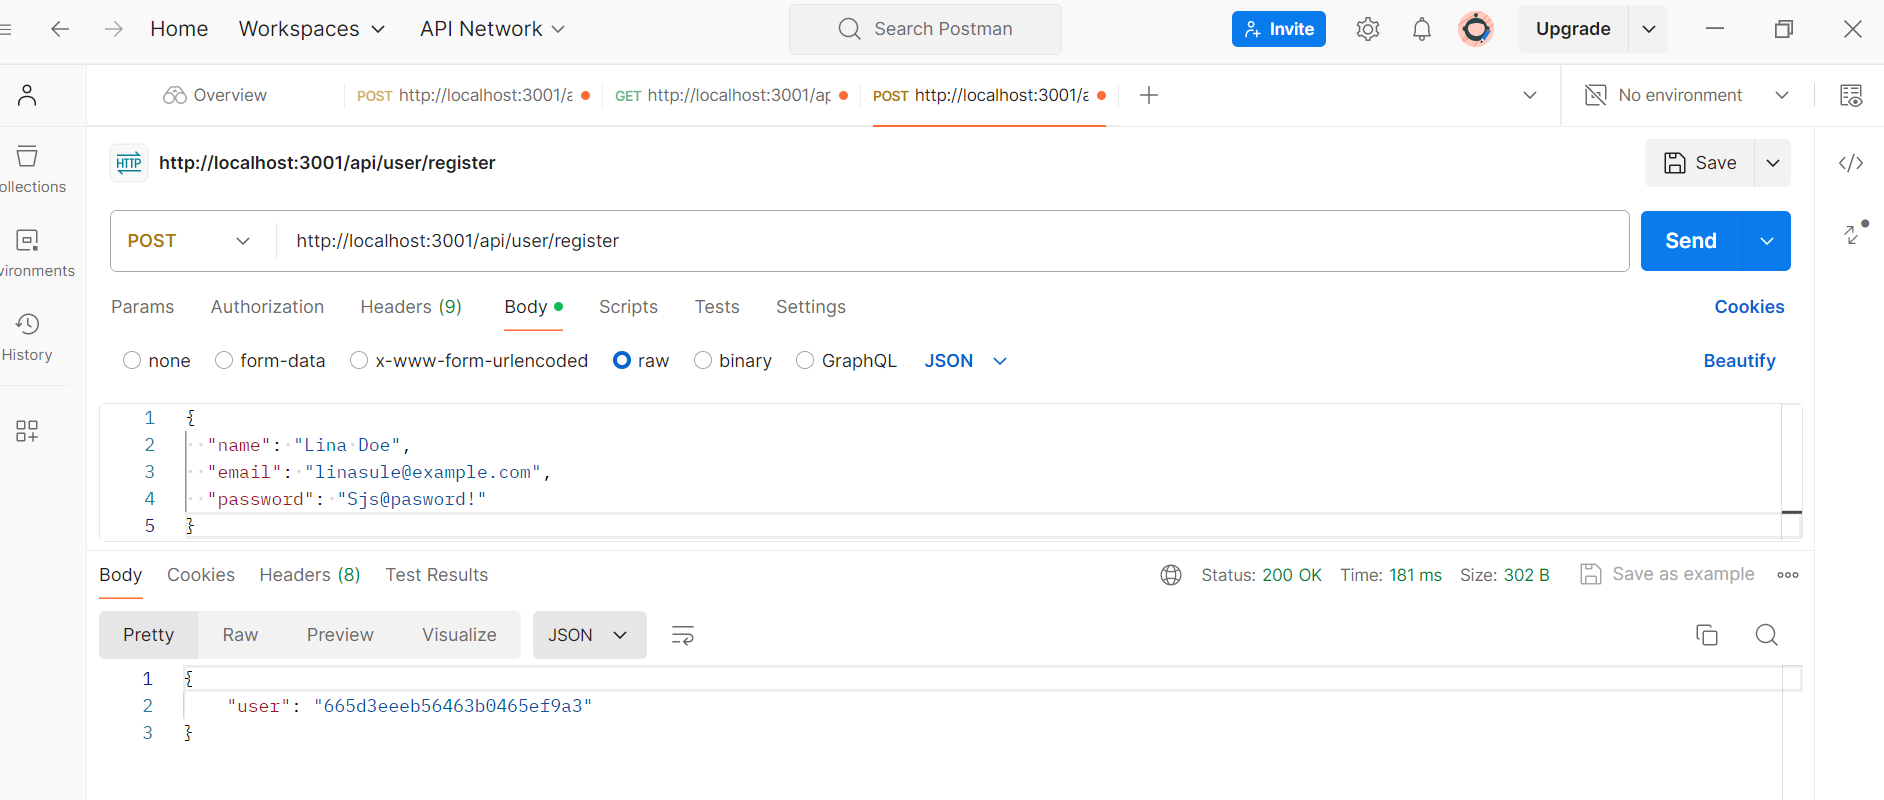 Home Workspaces API Network Search Postman Invite Upgrade
Overview POST http://localhost:3001/a GET http://localhost:3001/ap POST http://localhost:3001/a No environment
HTTP http://localhost:3001/api/user/register Save
ollections
POST http://localhost:3001/api/user/register Send
vironments
Params Authorization Headers (9) Body Scripts Tests Settings Cookies
History
none form-data x-www-form-urlencoded raw binary GraphQL JSON Beautify
1 {
2 "name": "Lina Doe",
3 "email": "linasule@example.com",
4 "password": "Sjs@pasword!"
5 }
Body Cookies Headers (8) Test Results Status: 200 OK Time: 181 ms Size: 302 B Save as example
Pretty Raw Preview Visualize JSON
1 {
2 "user": "665d3eeeb56463b0465ef9a3"
3 }